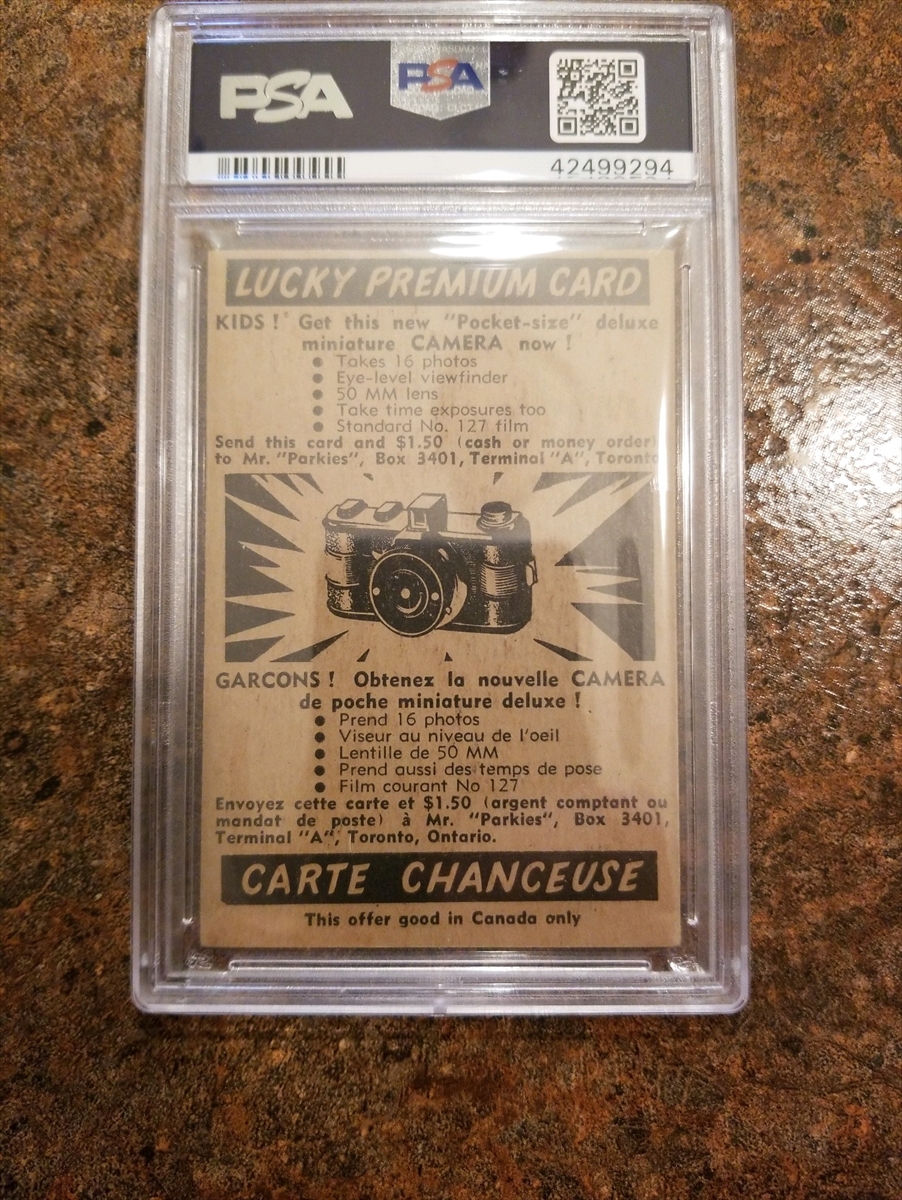 PSA
PSA
42499294
LUCKY PREMIUM CARD
KIDS ! Get this new "Pocket-size" deluxe
miniature CAMERA now !
● Takes 16 photos
● Eye-level viewfinder
● 50 MM lens
● Take time exposures too
● Standard No. 127 film
Send this card and $1.50 (cash or money order)
to Mr. "Parkies", Box 3401, Terminal "A", Toronto
GARCONS ! Obtenez la nouvelle CAMERA
de poche miniature deluxe !
● Prend 16 photos
● Viseur au niveau de l'oeil
● Lentille de 50 MM
● Prend aussi des temps de pose
● Film courant No 127
Envoyez cette carte et $1.50 (argent comptant ou
mandat de poste) à Mr. "Parkies", Box 3401,
Terminal "A", Toronto, Ontario.
CARTE CHANCEUSE
This offer good in Canada only